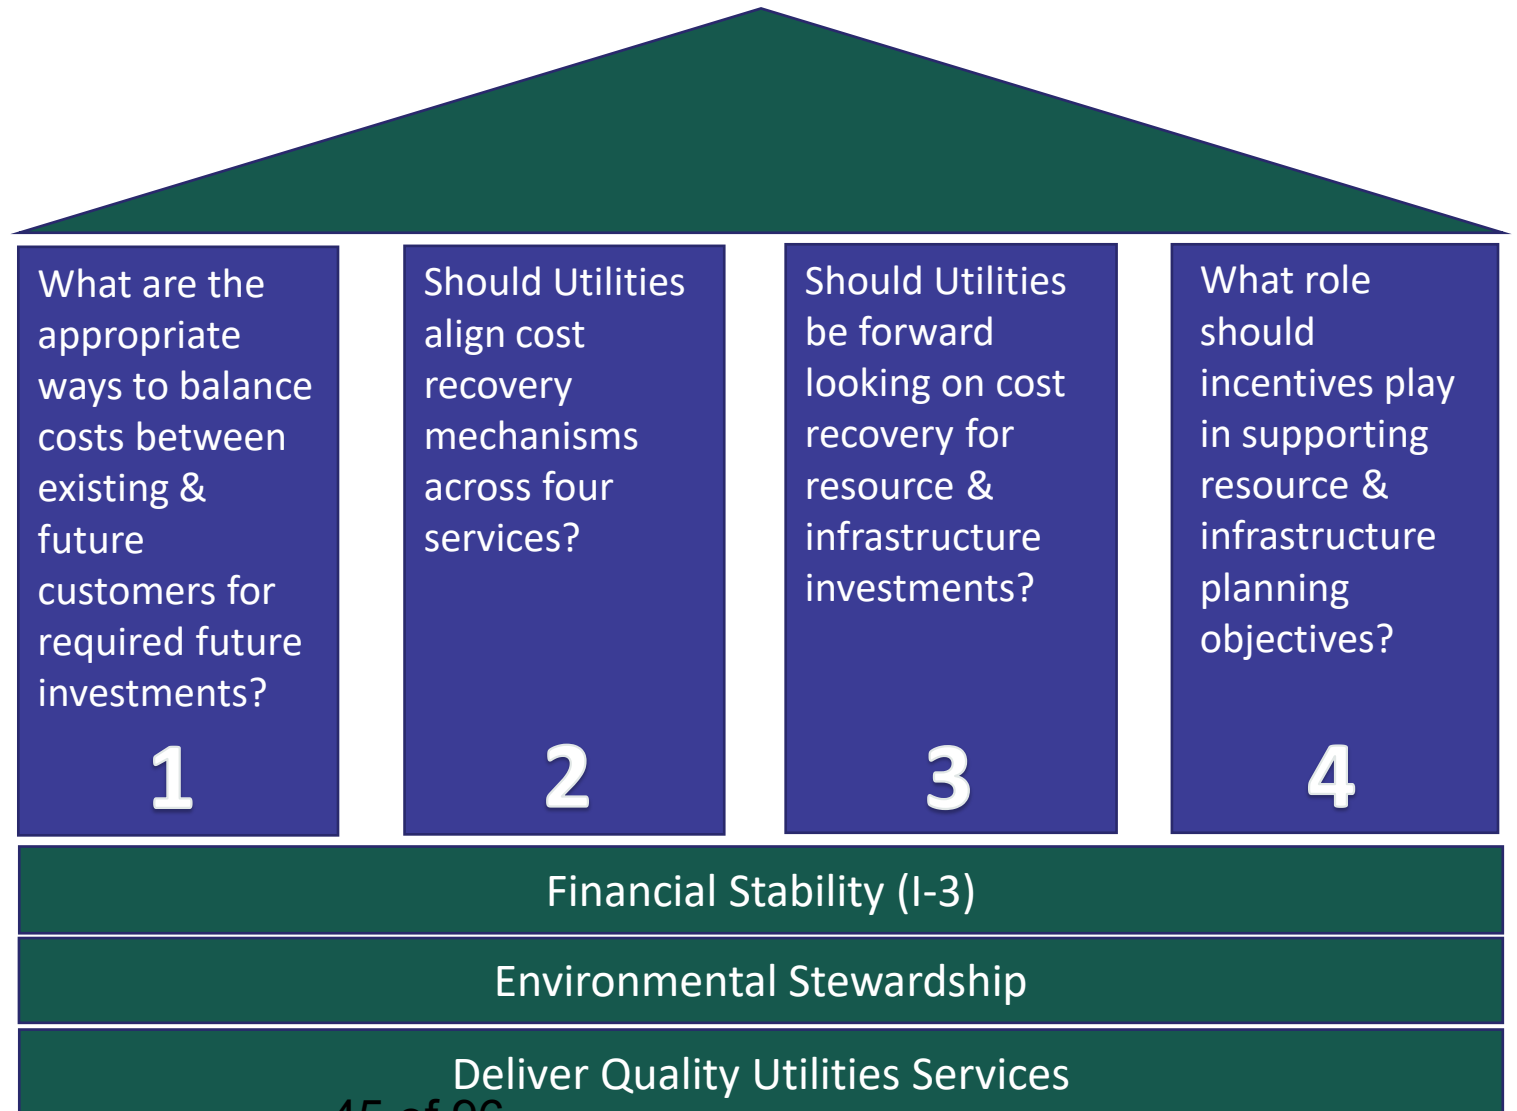 What are the
appropriate
ways to balance
costs between
existing &
future
customers for
required future
investments?
1
Should Utilities
align cost
recovery
mechanisms
across four
services?
2
Should Utilities
be forward
looking on cost
recovery for
resource &
infrastructure
investments?
3
What role
should
incentives play
in supporting
resource &
infrastructure
planning
objectives?
4
Financial Stability (I-3)
Environmental Stewardship
Deliver Quality Utilities Services
45 of 96